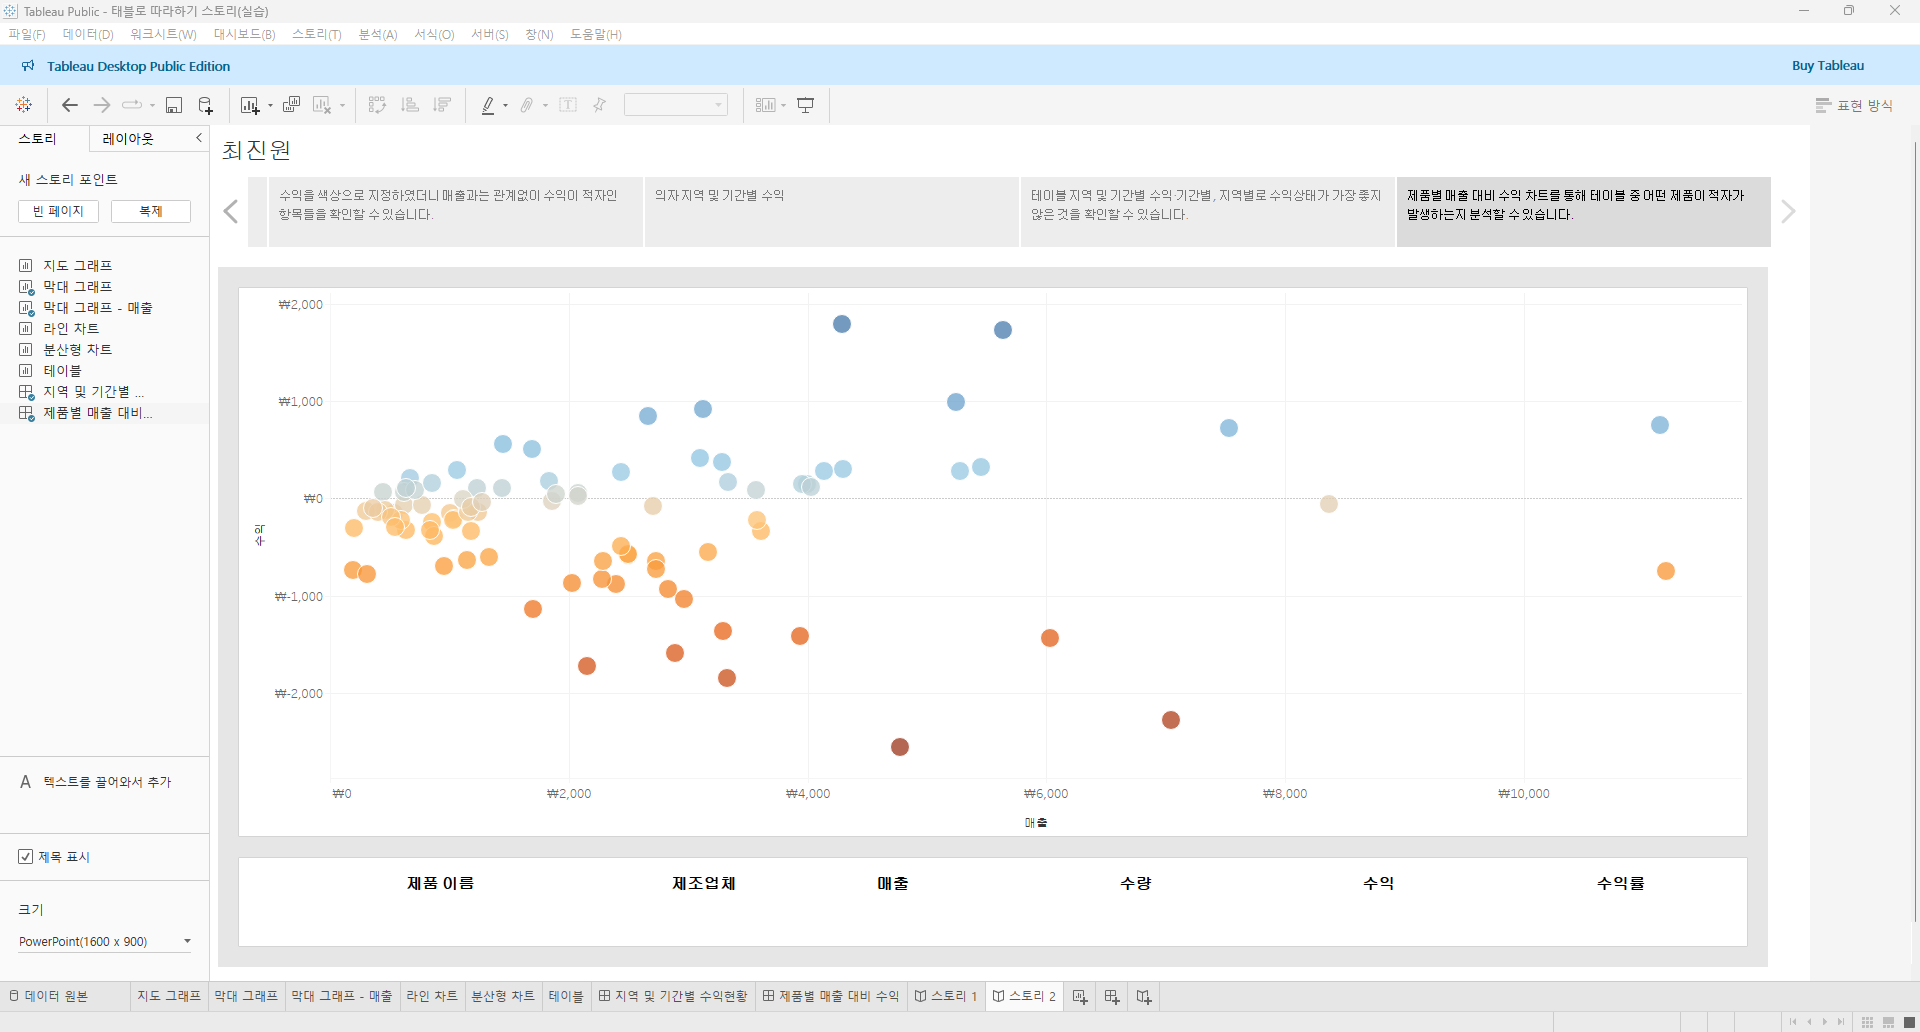 Tableau Public - 태블로 따라하기 스토리(실습)
파일(F) 데이터(D) 워크시트(W) 대시보드(B) 스토리(T) 분석(A) 서식(O) 서버(S) 창(N) 도움말(H)
Tableau Desktop Public Edition
Buy Tableau
표현 방식
스토리 레이아웃
새 스토리 포인트
빈 페이지 복제
지도 그래프
막대 그래프
막대 그래프 - 매출
라인 차트
분산형 차트
테이블
지역 및 기간별 ...
제품별 매출 대비...
A 텍스트를 끌어와서 추가
제목 표시
크기
PowerPoint(1600 x 900)
최진원
수익을 색상으로 지정하였더니 매출과는 관계없이 수익이 적자인
항목들을 확인할 수 있습니다.
의자 지역 및 기간별 수익
테이블 지역 및 기간별 수익·기간별, 지역별로 수익상태가 가장 좋지
않은 것을 확인할 수 있습니다.
제품별 매출 대비 수익 차트를 통해 테이블 중 어떤 제품이 적자가
발생하는지 분석할 수 있습니다.
₩2,000
₩1,000
₩0
₩-1,000
₩-2,000
수익
₩0 ₩2,000 ₩4,000 ₩6,000 ₩8,000 ₩10,000
매출
제품 이름 제조업체 매출 수량 수익 수익률
데이터 원본 지도 그래프 막대 그래프 막대 그래프 - 매출 라인 차트 분산형 차트 테이블 지역 및 기간별 수익현황 제품별 매출 대비 수익 스토리 1 스토리 2